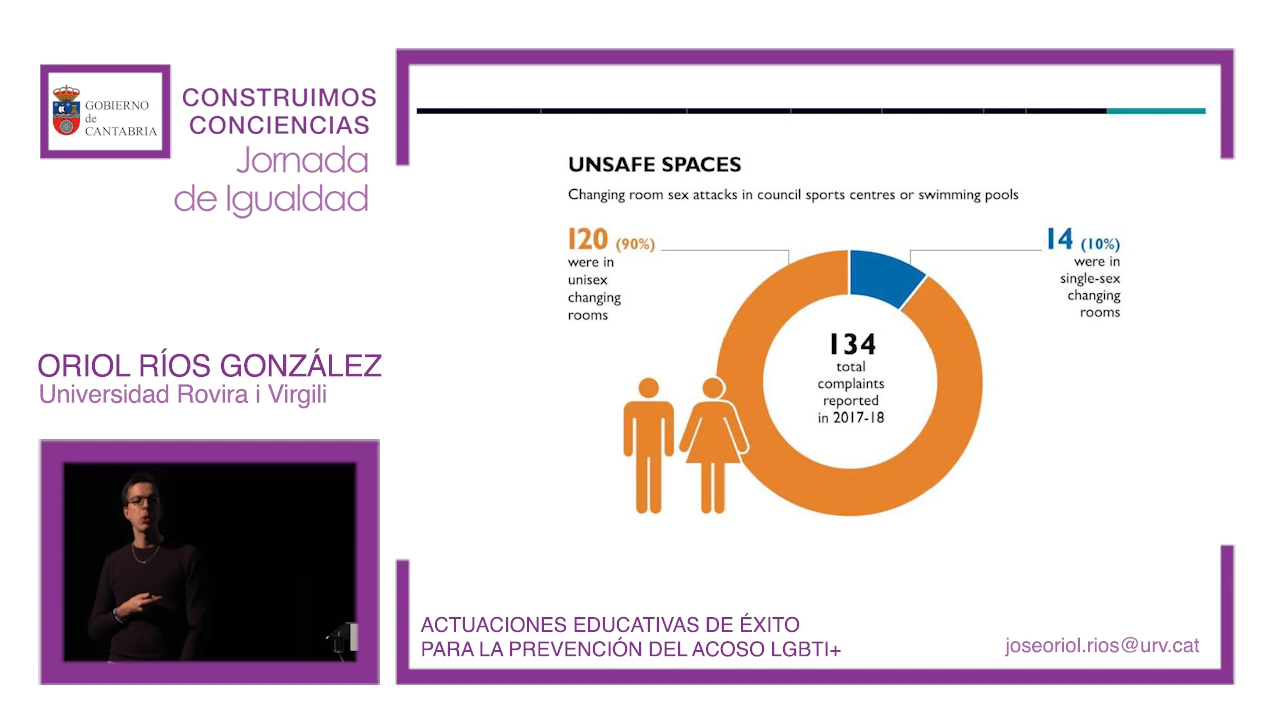 GOBIERNO
de
CANTABRIA
CONSTRUIMOS
CONCIENCIAS
Jornada
de Igualdad
ORIOL RÍOS GONZÁLEZ
Universidad Rovira i Virgili
UNSAFE SPACES
Changing room sex attacks in council sports centres or swimming pools
120 (90%)
were in
unisex
changing
rooms
14 (10%)
were in
single-sex
changing
rooms
134
total
complaints
reported
in 2017-18
ACTUACIONES EDUCATIVAS DE ÉXITO
PARA LA PREVENCIÓN DEL ACOSO LGBTI+
joseoriol.rios@urv.cat